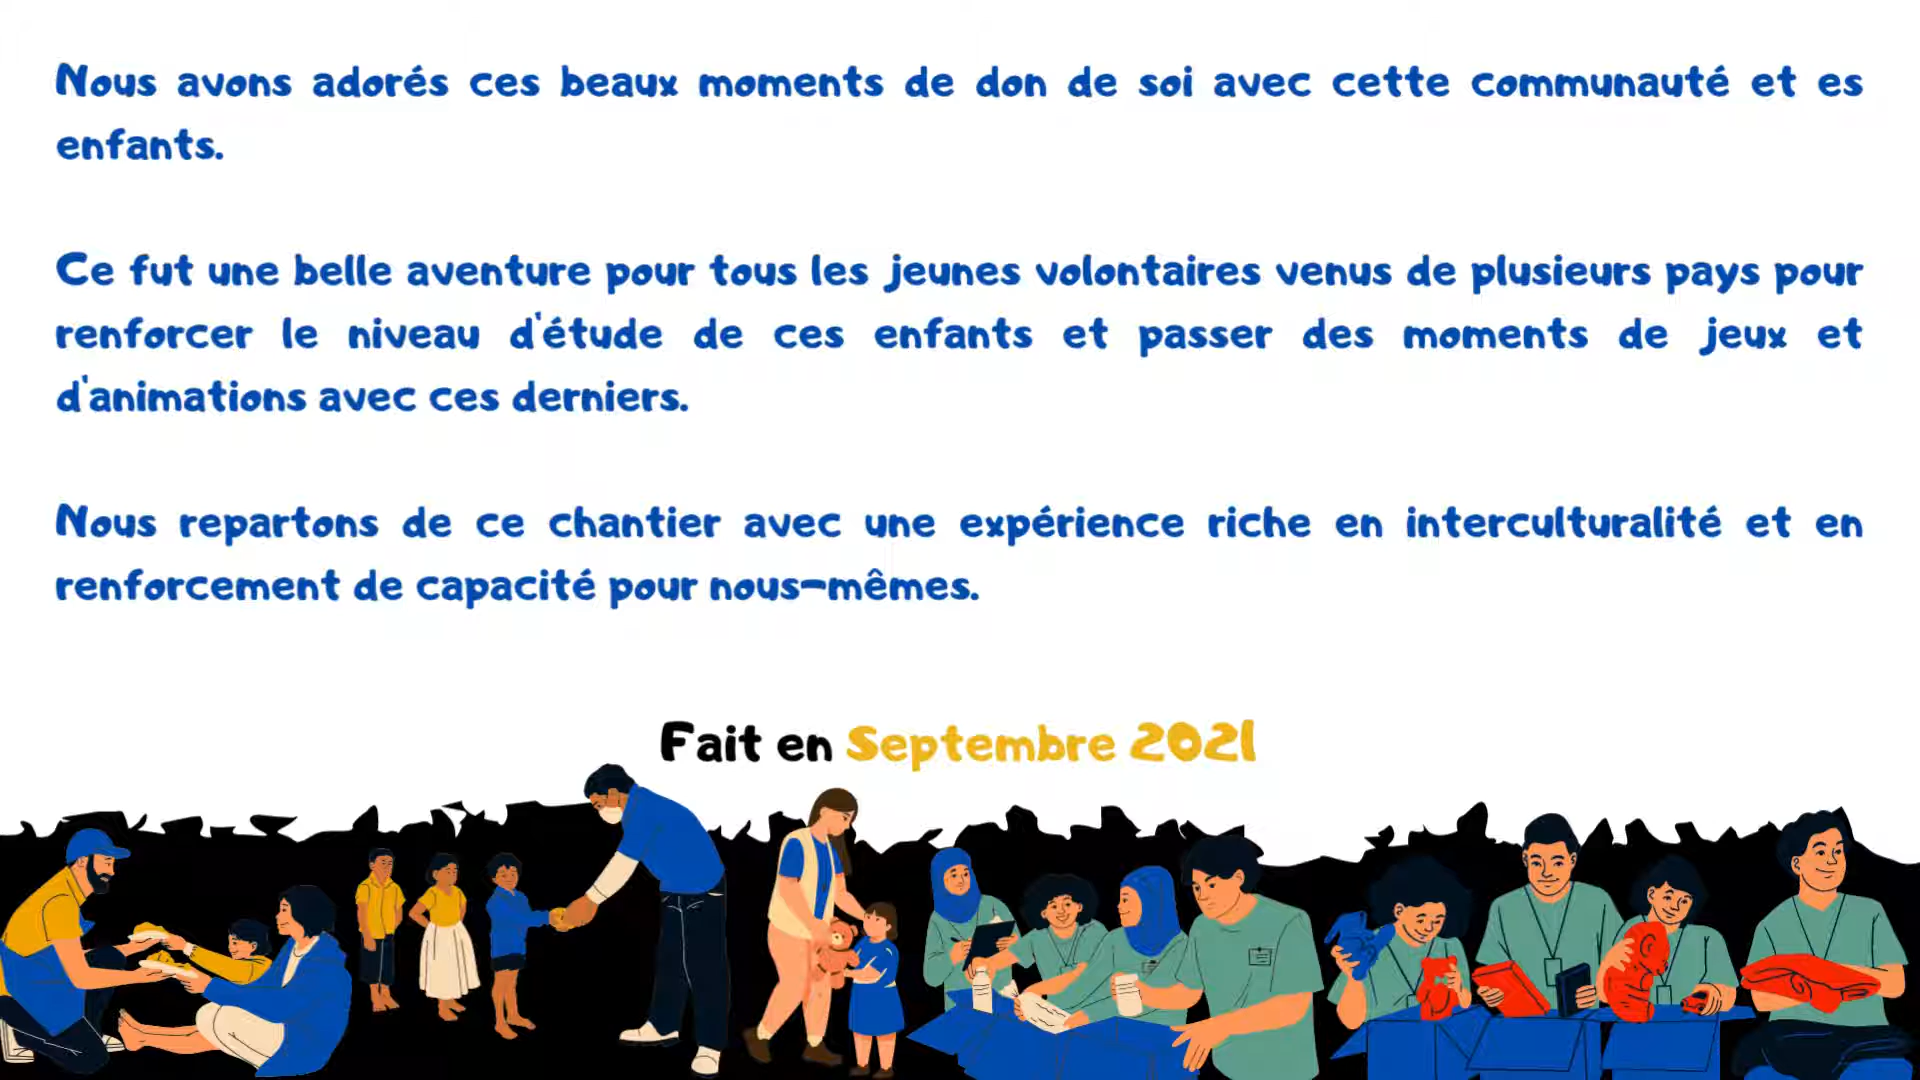 Nous avons adorés ces beaux moments de don de soi avec cette communauté et es
enfants.
Ce fut une belle aventure pour tous les jeunes volontaires venus de plusieurs pays pour
renforcer le niveau d'étude de ces enfants et passer des moments de jeux et
d'animations avec ces derniers.
Nous repartons de ce chantier avec une expérience riche en interculturalité et en
renforcement de capacité pour nous-mêmes.
Fait en Septembre 2021